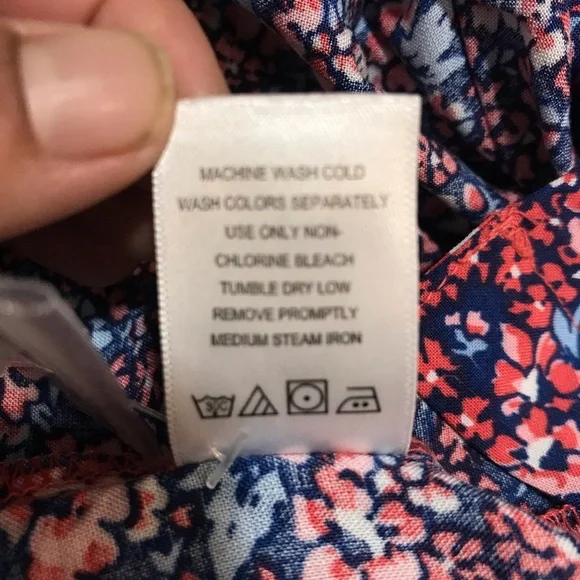 MACHINE WASH COLD
WASH COLORS SEPARATELY
USE ONLY NON-
CHLORINE BLEACH
TUMBLE DRY LOW
REMOVE PROMPTLY
MEDIUM STEAM IRON
30